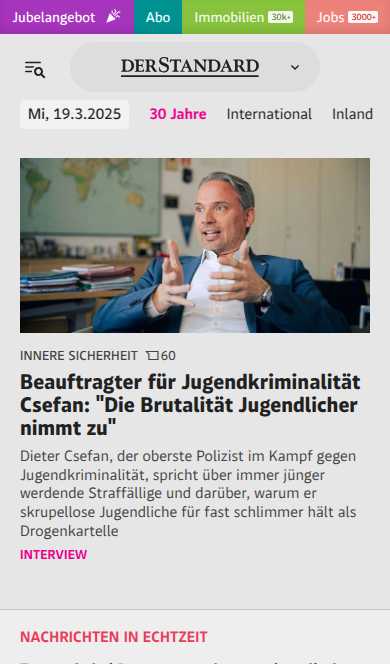 Jubelangebot Abo Immobilien 30k+ Jobs 3000+
DERSTANDARD
Mi, 19.3.2025 30 Jahre International Inland
INNERE SICHERHEIT 60
Beauftragter für Jugendkriminalität
Csefan: "Die Brutalität Jugendlicher
nimmt zu"
Dieter Csefan, der oberste Polizist im Kampf gegen
Jugendkriminalität, spricht über immer jünger
werdende Straffällige und darüber, warum er
skrupellose Jugendliche für fast schlimmer hält als
Drogenkartelle
INTERVIEW
NACHRICHTEN IN ECHTZEIT